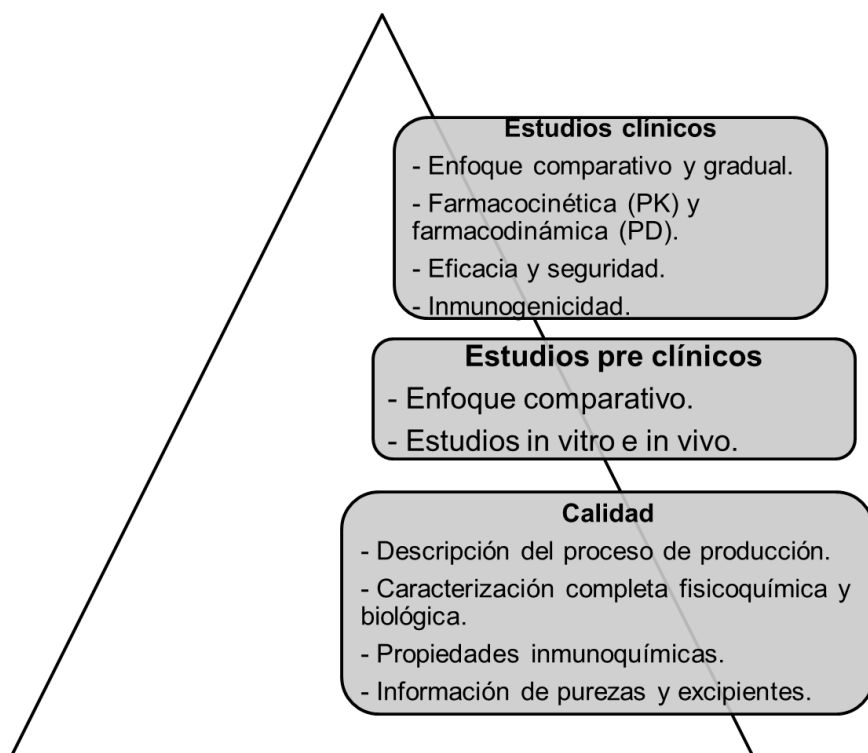 Estudios clínicos
- Enfoque comparativo y gradual.
- Farmacocinética (PK) y
farmacodinámica (PD).
- Eficacia y seguridad.
- Inmunogenicidad.
Estudios pre clínicos
- Enfoque comparativo.
- Estudios in vitro e in vivo.
Calidad
- Descripción del proceso de producción.
- Caracterización completa fisicoquímica y
biológica.
- Propiedades inmunoquímicas.
- Información de purezas y excipientes.